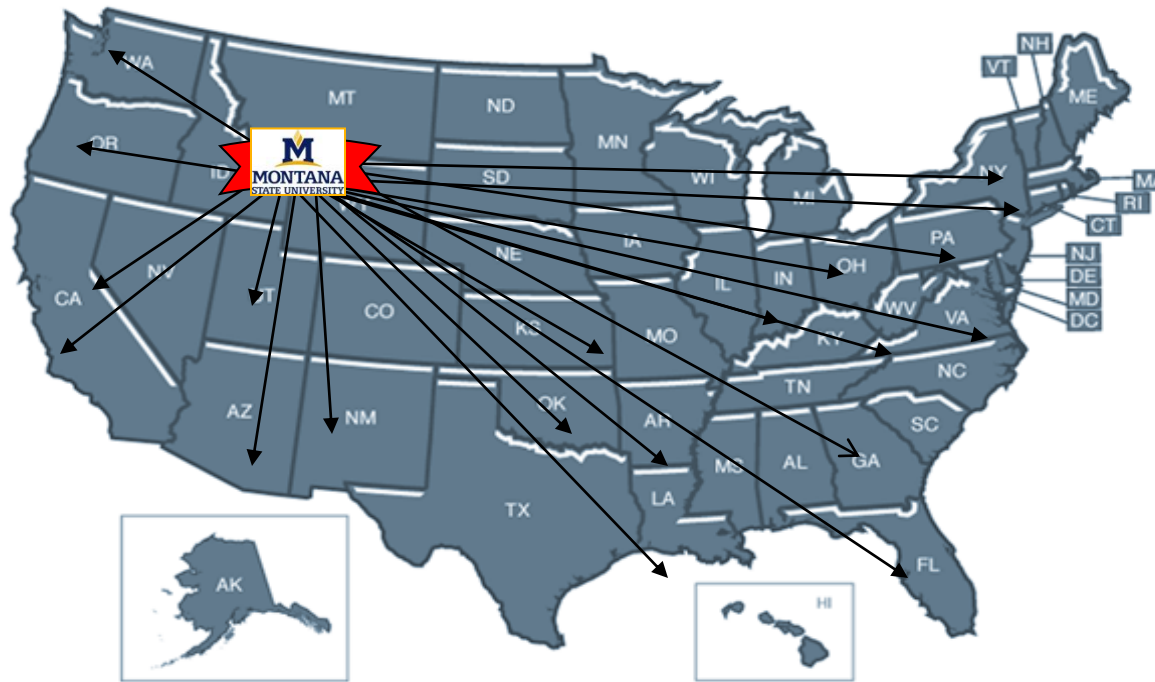 NH
VT
WA
MT
ND
ME
OR
MN
M
MONTANA
STATE UNIVERSITY
ID
SD
WI
NY
MI
MA
RI
CT
IA
PA
NE
NJ
NV
OH
DE
IN
IL
CA
UT
MD
CO
WV
VA
DC
KS
MO
KY
NC
TN
OK
AZ
NM
AR
SC
MS
AL
GA
LA
TX
FL
AK
HI